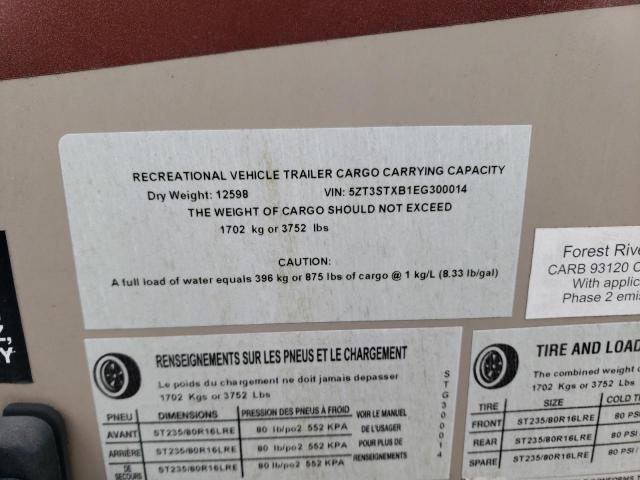 RECREATIONAL VEHICLE TRAILER CARGO CARRYING CAPACITY
Dry Weight: 12598 VIN: 5ZT3STXB1EG300014
THE WEIGHT OF CARGO SHOULD NOT EXCEED
1702 kg or 3752 lbs
CAUTION:
A full load of water equals 396 kg or 875 lbs of cargo @ 1 kg/L (8.33 lb/gal)
Forest Rive
CARB 93120 C
With applic
Phase 2 emis
RENSEIGNEMENTS SUR LES PNEUS ET LE CHARGEMENT
Le poids du chargement ne doit jamais depasser
1702 Kgs or 3752 Lbs
PNEU DIMENSIONS PRESSION DES PNEUS À FROID VOIR LE MANUEL
AVANT ST235/80R16LRE 80 lb/po2 552 KPA DE L'USAGER
ARRIÈRE ST235/80R16LRE 80 lb/po2 552 KPA POUR PLUS DE
DE SECOURS ST235/80R16LRE 80 lb/po2 552 KPA RENSEIGNEMENTS
STG300014
TIRE AND LOAD
The combined weight o
1702 Kgs or 3752 Lbs
TIRE SIZE COLD T
FRONT ST235/80R16LRE 80 PS
REAR ST235/80R16LRE 80 PSI
SPARE ST235/80R16LRE 80 PSI /